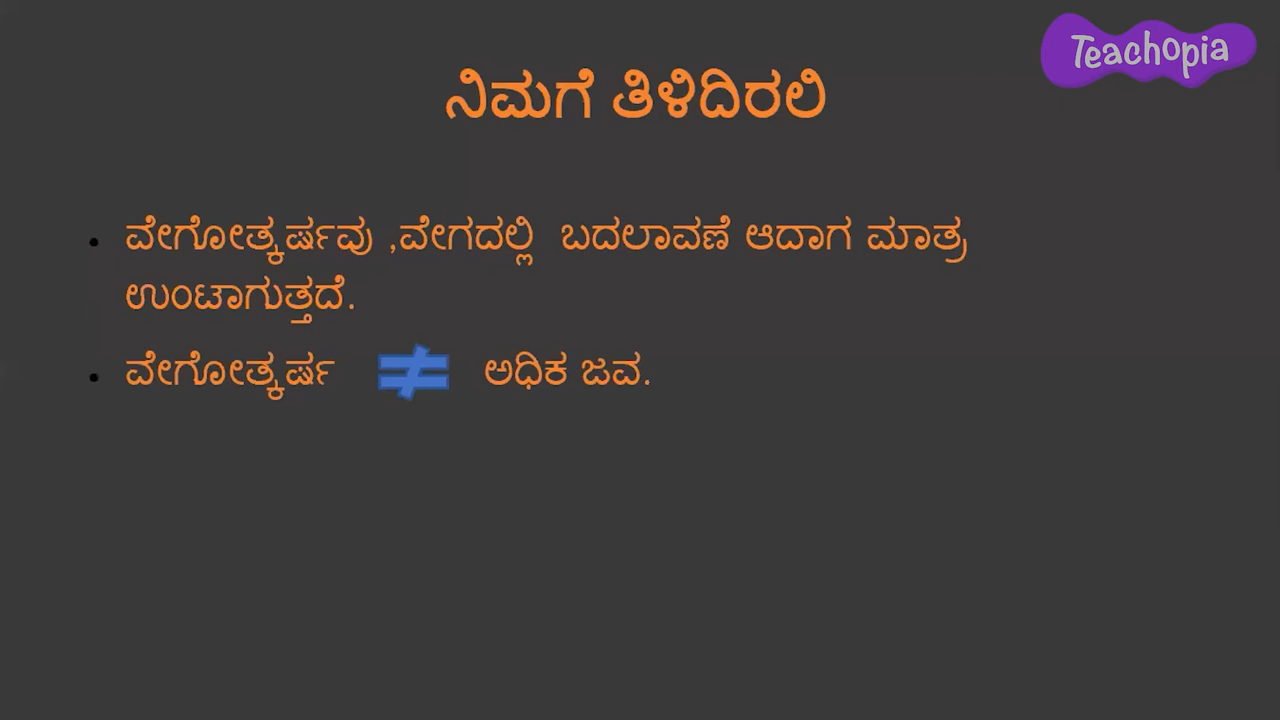 Teachopia
ನಿಮಗೆ ತಿಳಿದಿರಲಿ
• ವೇಗೋತ್ಕರ್ಷವು ,ವೇಗದಲ್ಲಿ ಬದಲಾವಣೆ ಆದಾಗ ಮಾತ್ರ
ಉಂಟಾಗುತ್ತದೆ.
• ವೇಗೋತ್ಕರ್ಷ ≠ ಅಧಿಕ ಜವ.